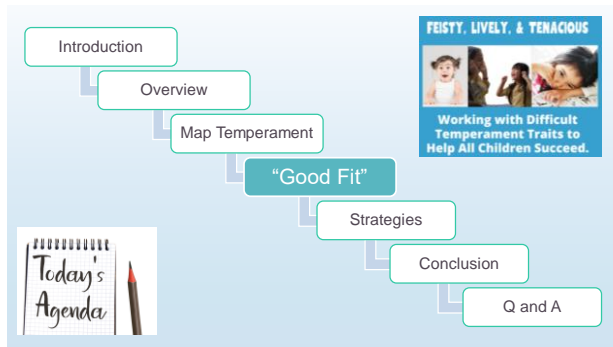 Introduction
Overview
Map Temperament
“Good Fit”
Strategies
Conclusion
Q and A
FEISTY, LIVELY, & TENACIOUS
Working with Difficult
Temperament Traits to
Help All Children Succeed.
Today's
Agenda